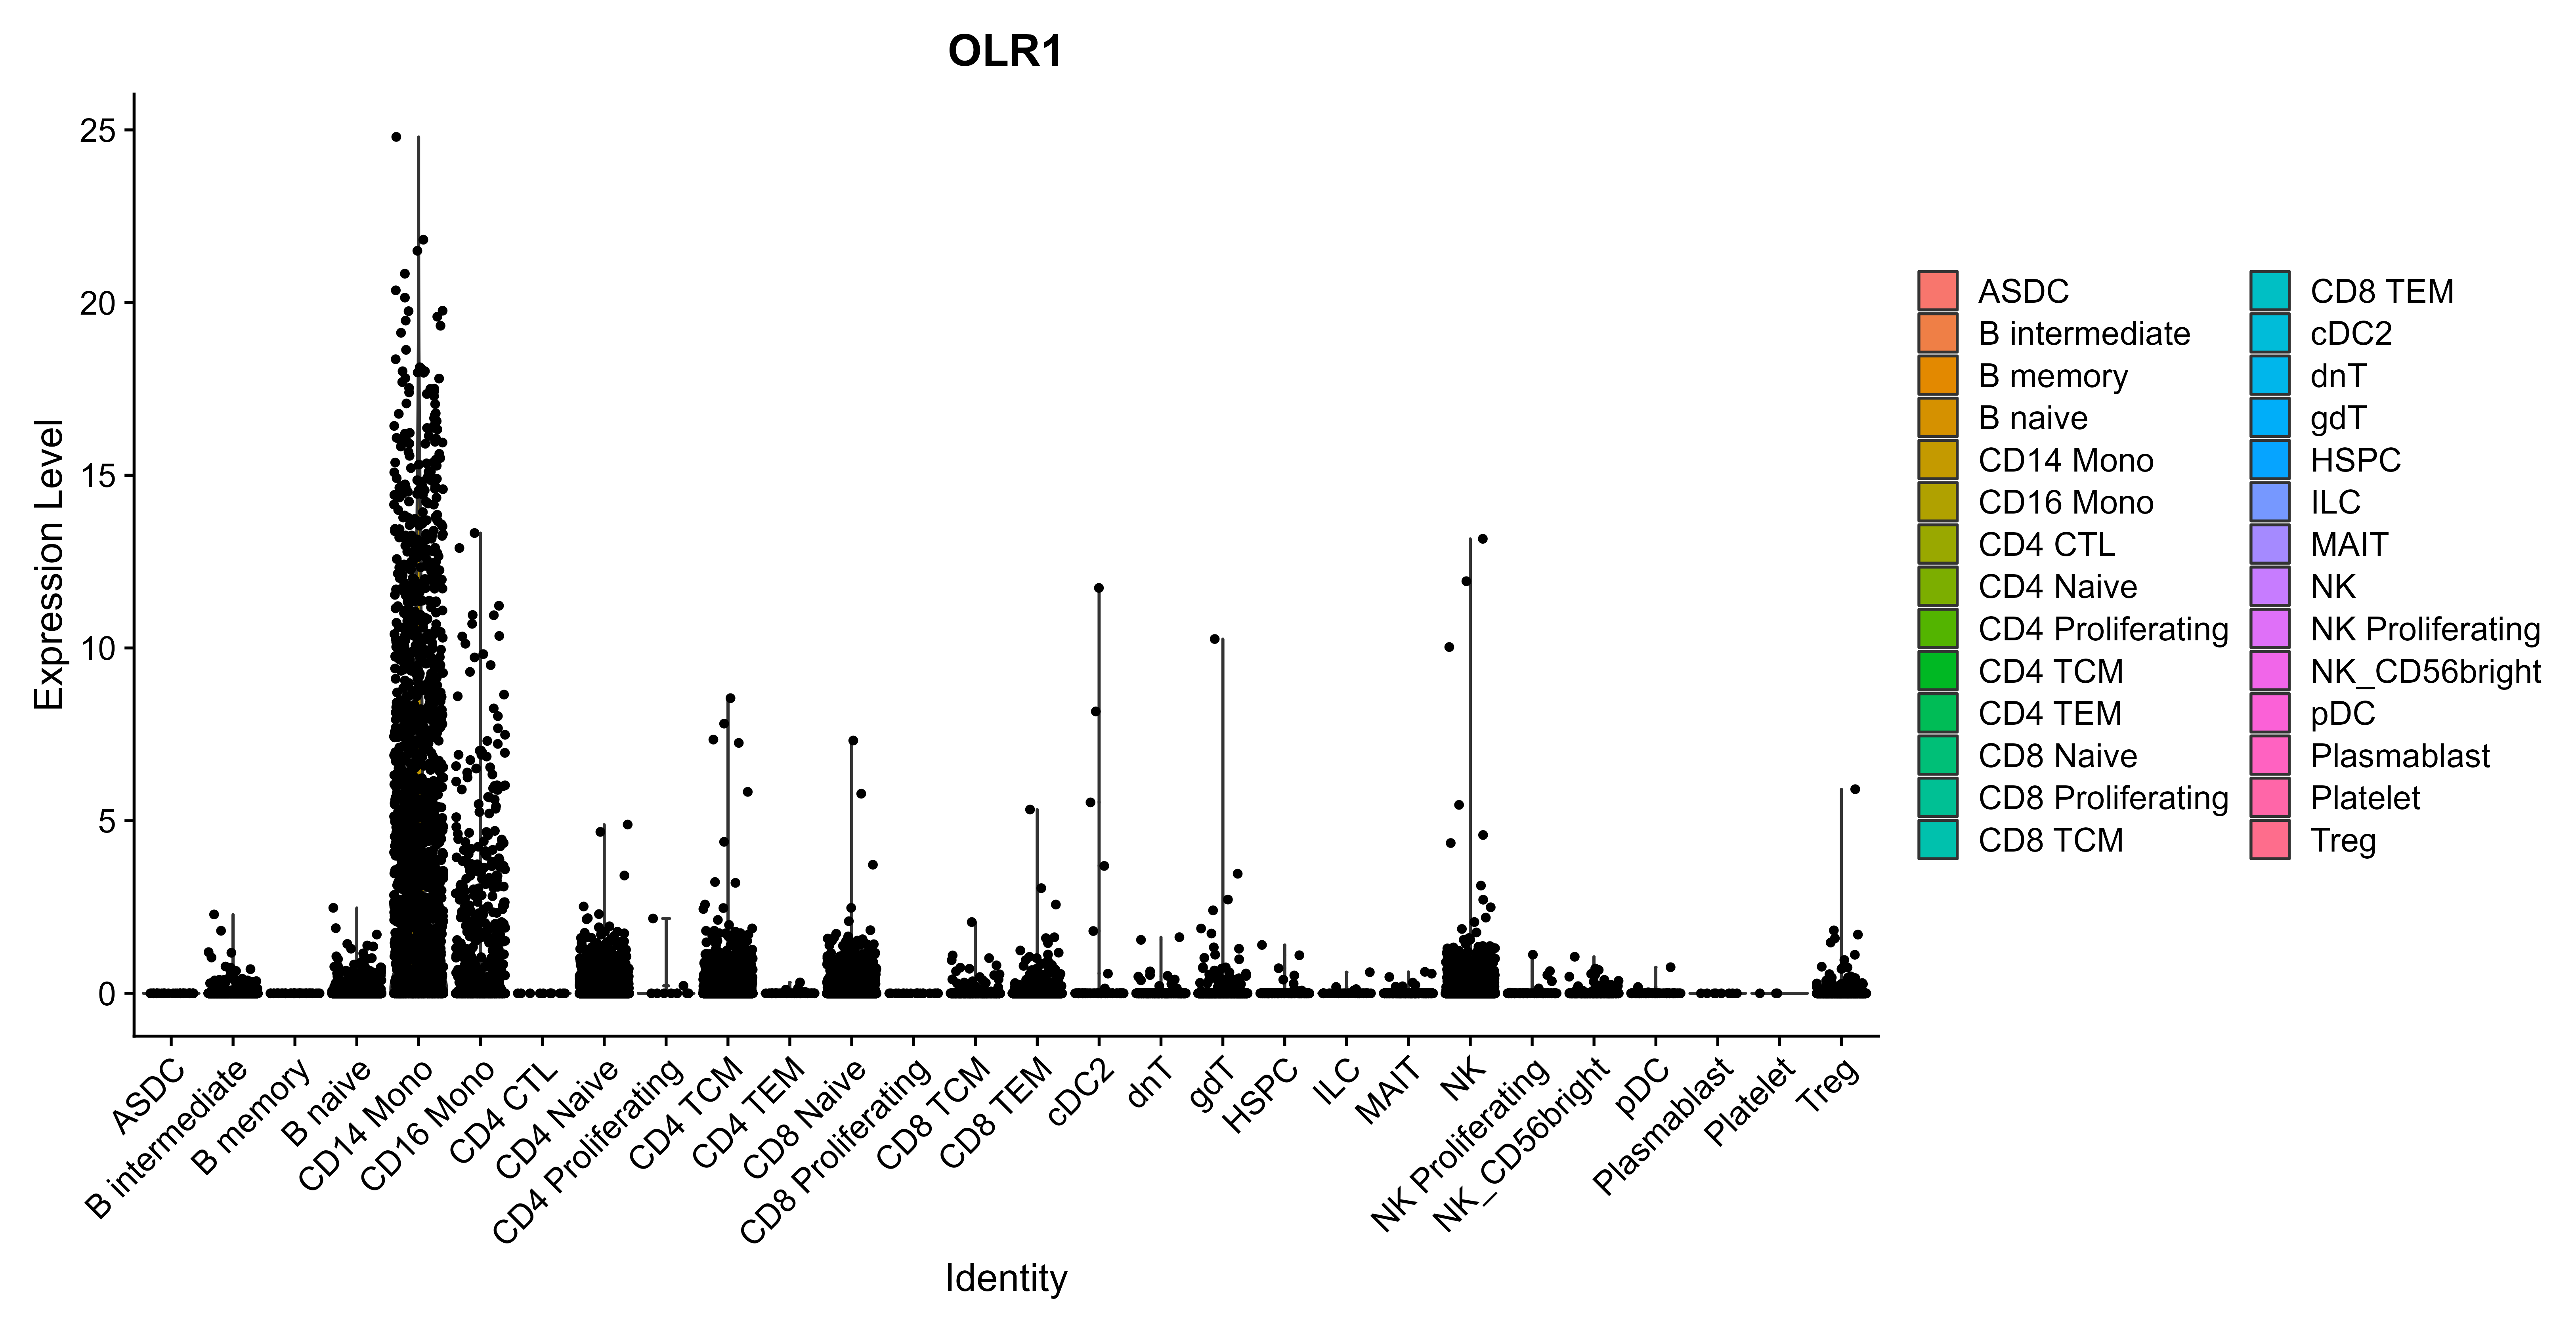 OLR1
Expression Level
25
20
15
10
5
0
ASDC
B intermediate
B memory
B naive
CD14 Mono
CD16 Mono
CD4 CTL
CD4 Naive
CD4 Proliferating
CD4 TCM
CD4 TEM
CD8 Naive
CD8 Proliferating
CD8 TCM
CD8 TEM
cDC2
dnT
gdT
HSPC
ILC
MAIT
NK
NK Proliferating
NK_CD56bright
pDC
Plasmablast
Platelet
Treg
Identity
ASDC
B intermediate
B memory
B naive
CD14 Mono
CD16 Mono
CD4 CTL
CD4 Naive
CD4 Proliferating
CD4 TCM
CD4 TEM
CD8 Naive
CD8 Proliferating
CD8 TCM
CD8 TEM
cDC2
dnT
gdT
HSPC
ILC
MAIT
NK
NK Proliferating
NK_CD56bright
pDC
Plasmablast
Platelet
Treg